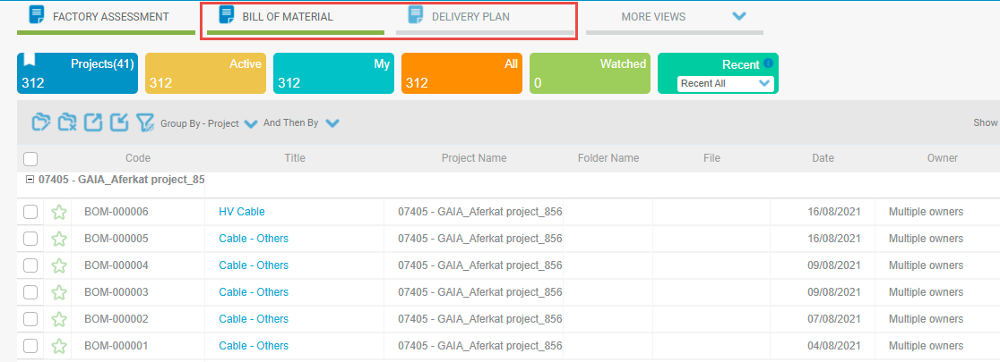 FACTORY ASSESSMENT BILL OF MATERIAL DELIVERY PLAN MORE VIEWS
Projects(41) Active My All Watched Recent
312 312 312 312 0 Recent All
Group By - Project And Then By Show
Code Title Project Name Folder Name File Date Owner
07405 - GAIA_Aferkat project_85
BOM-000006 HV Cable 07405 - GAIA_Aferkat project_856 16/08/2021 Multiple owners
BOM-000005 Cable - Others 07405 - GAIA_Aferkat project_856 16/08/2021 Multiple owners
BOM-000004 Cable - Others 07405 - GAIA_Aferkat project_856 09/08/2021 Multiple owners
BOM-000003 Cable - Others 07405 - GAIA_Aferkat project_856 09/08/2021 Multiple owners
BOM-000002 Cable - Others 07405 - GAIA_Aferkat project_856 07/08/2021 Multiple owners
BOM-000001 Cable - Others 07405 - GAIA_Aferkat project_856 04/08/2021 Multiple owners